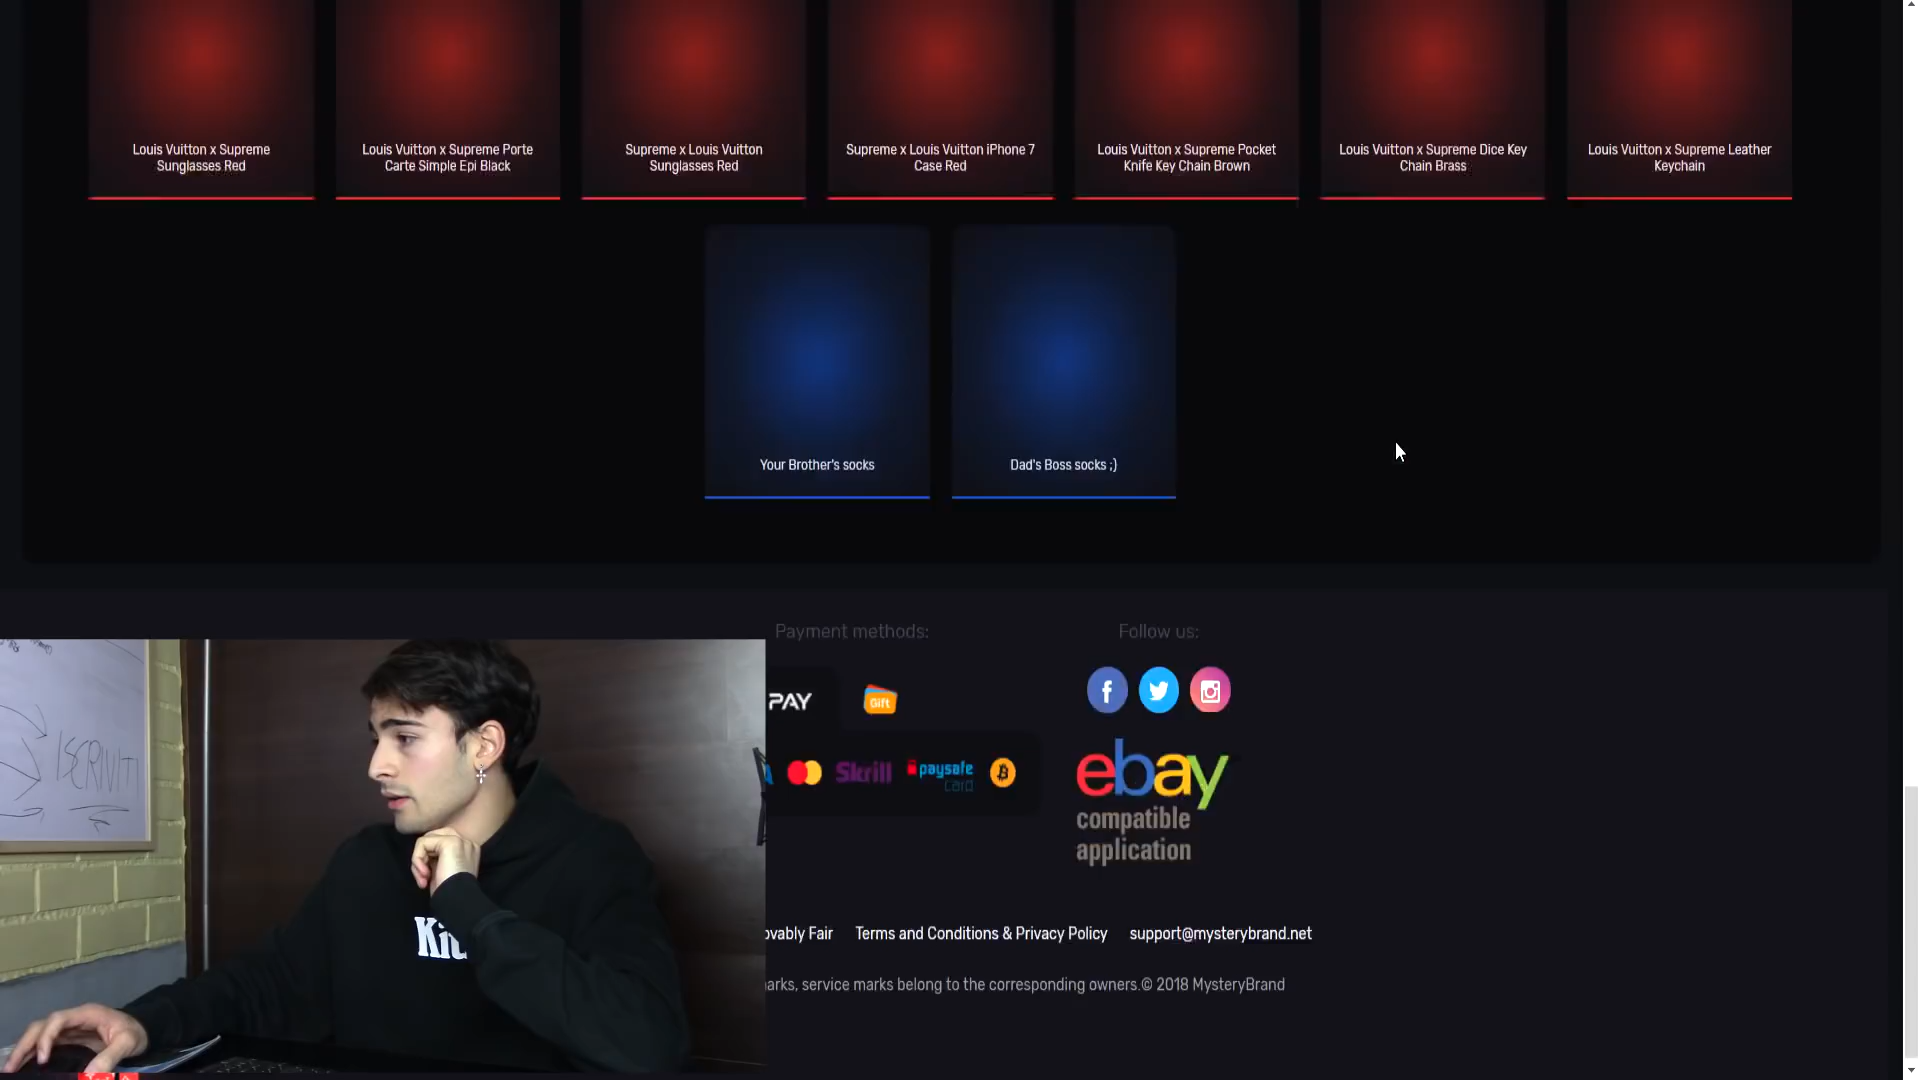 Louis Vuitton x Supreme
Sunglasses Red
Louis Vuitton x Supreme Porte
Carte Simple Epi Black
Supreme x Louis Vuitton
Sunglasses Red
Supreme x Louis Vuitton iPhone 7
Case Red
Louis Vuitton x Supreme Pocket
Knife Key Chain Brown
Louis Vuitton x Supreme Dice Key
Chain Brass
Louis Vuitton x Supreme Leather
Keychain
Your Brother's socks
Dad's Boss socks ;)
Payment methods:
Follow us:
PAY
Gift
Skrill
paysafe
card
ebay
compatible
application
ISCRIVITI
Kit
ovably Fair
Terms and Conditions & Privacy Policy
support@mysterybrand.net
arks, service marks belong to the corresponding owners.© 2018 MysteryBrand